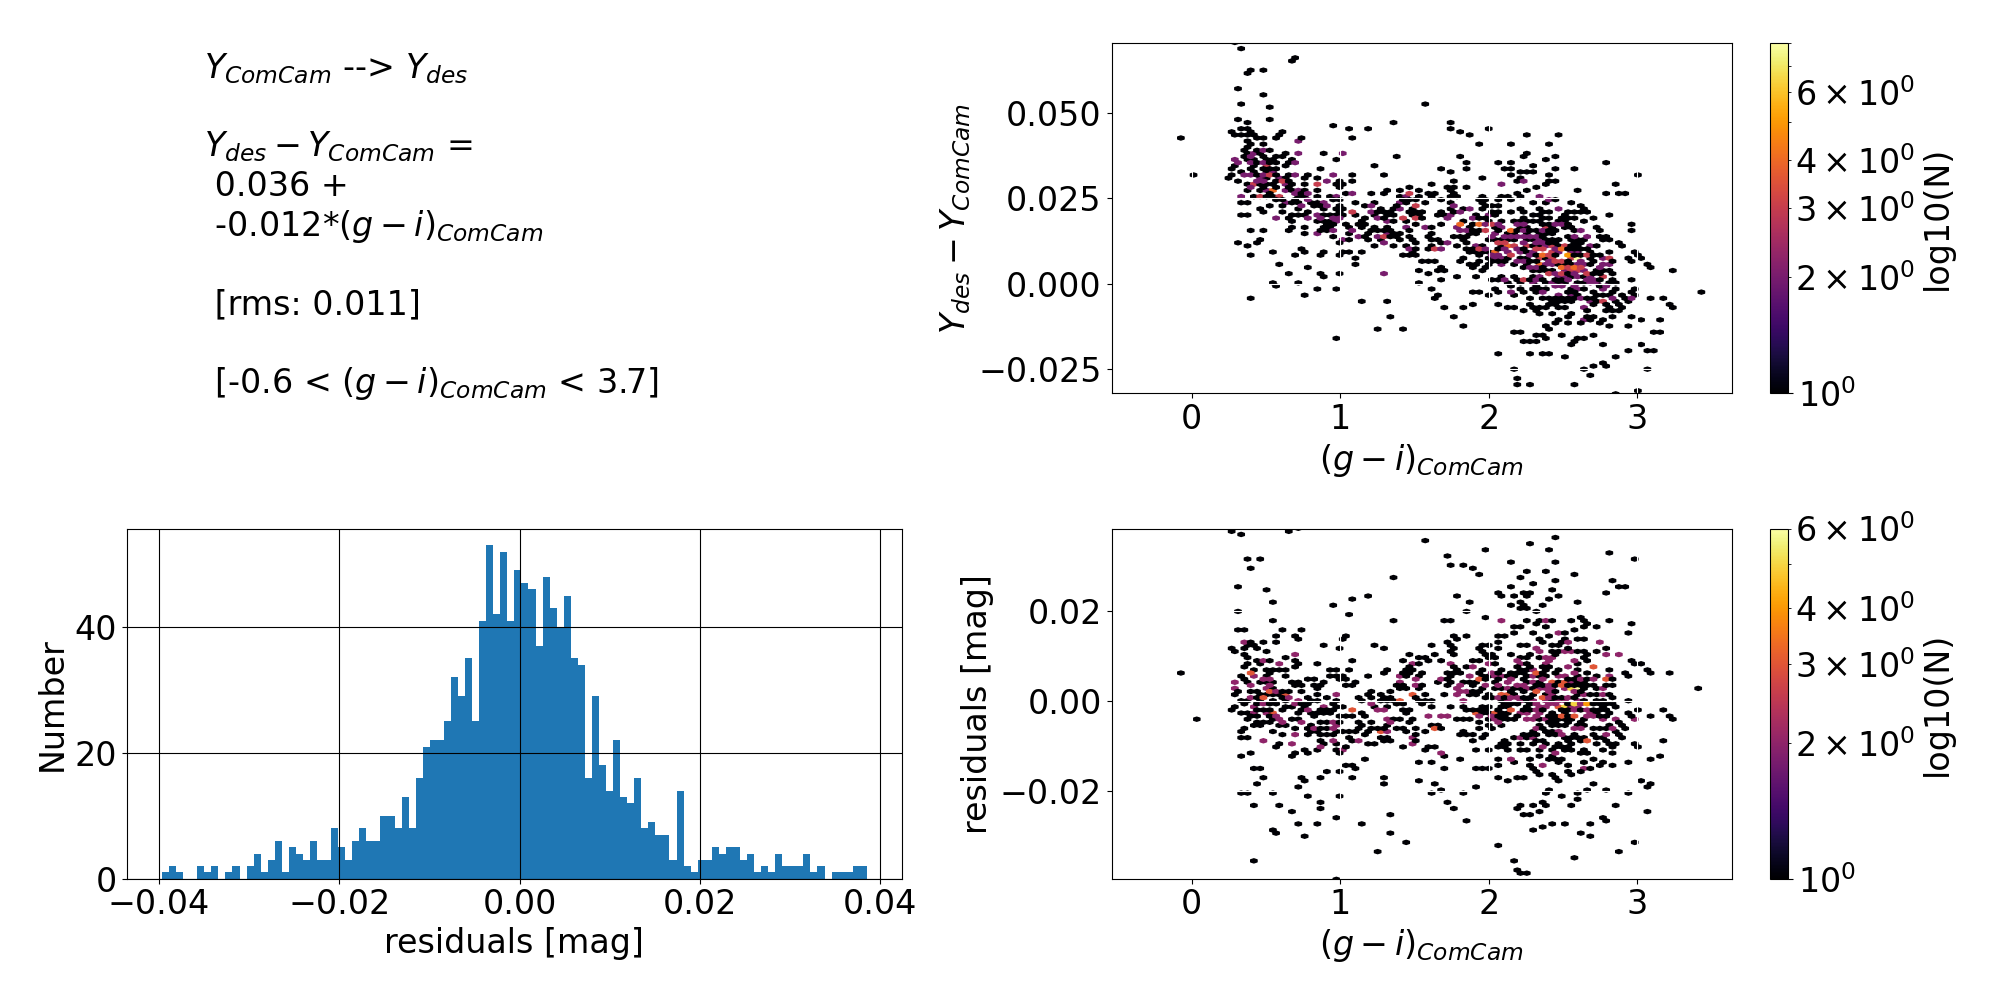 Y_ComCam --> Y_des
Y_des − Y_ComCam =
0.036 +
-0.012*(g − i)_ComCam
[rms: 0.011]
[-0.6 < (g − i)_ComCam < 3.7]
Y_des − Y_ComCam
0.050
0.025
0.000
−0.025
0 1 2 3
(g − i)_ComCam
6 × 10^0
4 × 10^0
3 × 10^0
2 × 10^0
10^0
log10(N)
Number
40
20
0
−0.04 −0.02 0.00 0.02 0.04
residuals [mag]
residuals [mag]
0.02
0.00
−0.02
0 1 2 3
(g − i)_ComCam
6 × 10^0
4 × 10^0
3 × 10^0
2 × 10^0
10^0
log10(N)